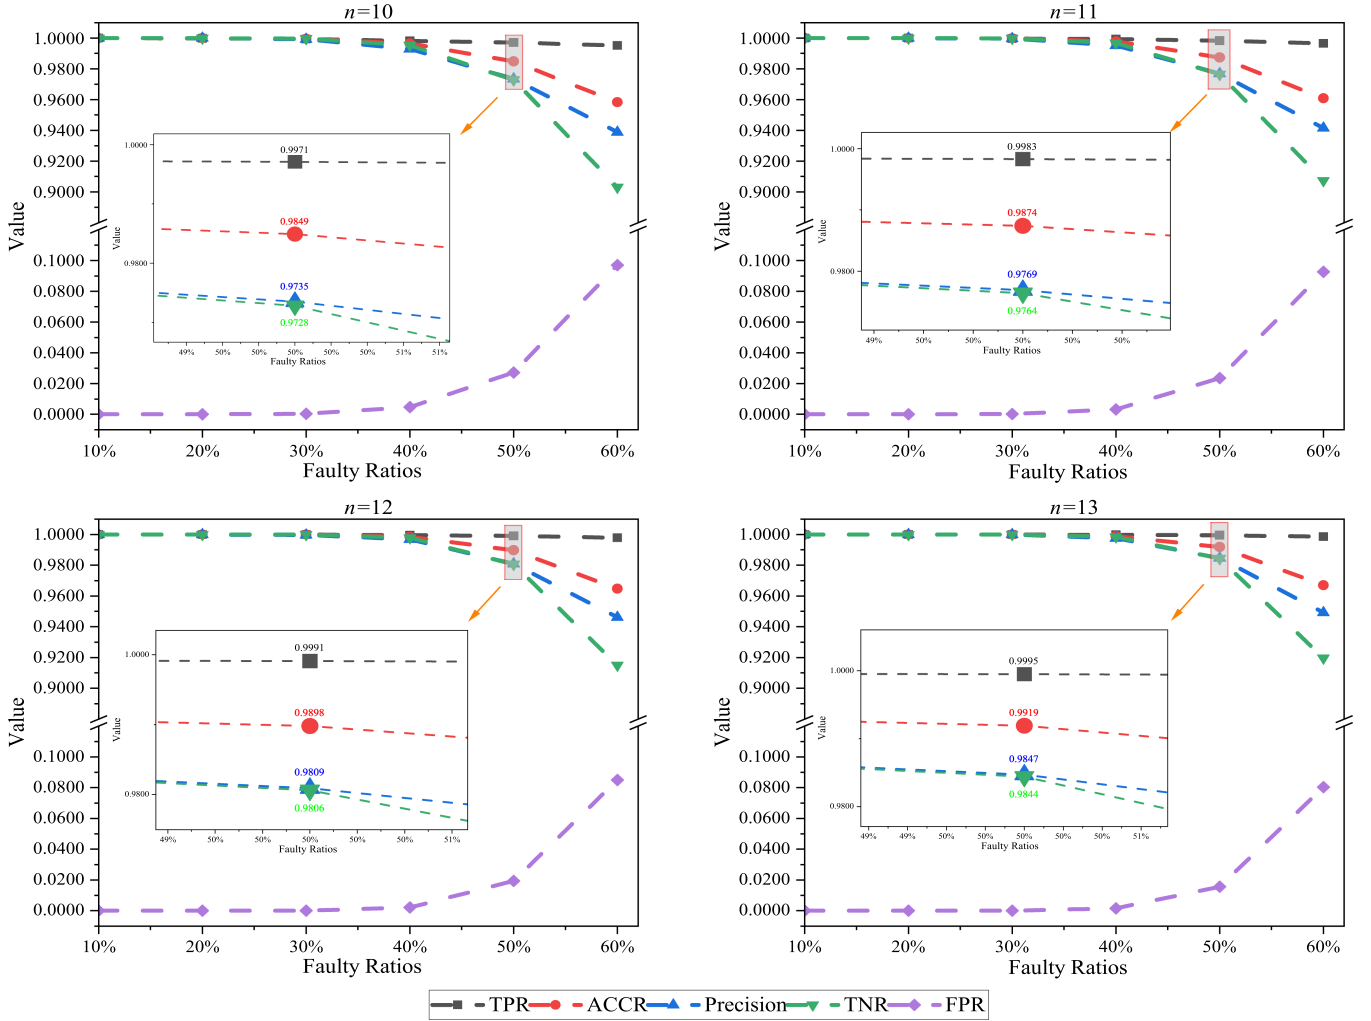 n=10
1.0000
0.9800
0.9600
0.9400
0.9200
0.9000
0.1000
0.0800
0.0600
0.0400
0.0200
0.0000
Value
10% 20% 30% 40% 50% 60%
Faulty Ratios
1.0000
0.9800
Value
0.9971
0.9849
0.9735
0.9728
49% 50% 50% 50% 50% 50% 51% 51%
Faulty Ratios
n=11
1.0000
0.9800
0.9600
0.9400
0.9200
0.9000
0.1000
0.0800
0.0600
0.0400
0.0200
0.0000
Value
10% 20% 30% 40% 50% 60%
Faulty Ratios
1.0000
0.9800
Value
0.9983
0.9874
0.9769
0.9764
49% 50% 50% 50% 50% 50%
Faulty Ratios
n=12
1.0000
0.9800
0.9600
0.9400
0.9200
0.9000
0.1000
0.0800
0.0600
0.0400
0.0200
0.0000
Value
10% 20% 30% 40% 50% 60%
Faulty Ratios
1.0000
0.9800
Value
0.9991
0.9898
0.9809
0.9806
49% 50% 50% 50% 50% 50% 51%
Faulty Ratios
n=13
1.0000
0.9800
0.9600
0.9400
0.9200
0.9000
0.1000
0.0800
0.0600
0.0400
0.0200
0.0000
Value
10% 20% 30% 40% 50% 60%
Faulty Ratios
1.0000
0.9800
Value
0.9995
0.9919
0.9847
0.9844
49% 49% 50% 50% 50% 50% 50% 51%
Faulty Ratios
TPR ACCR Precision TNR FPR